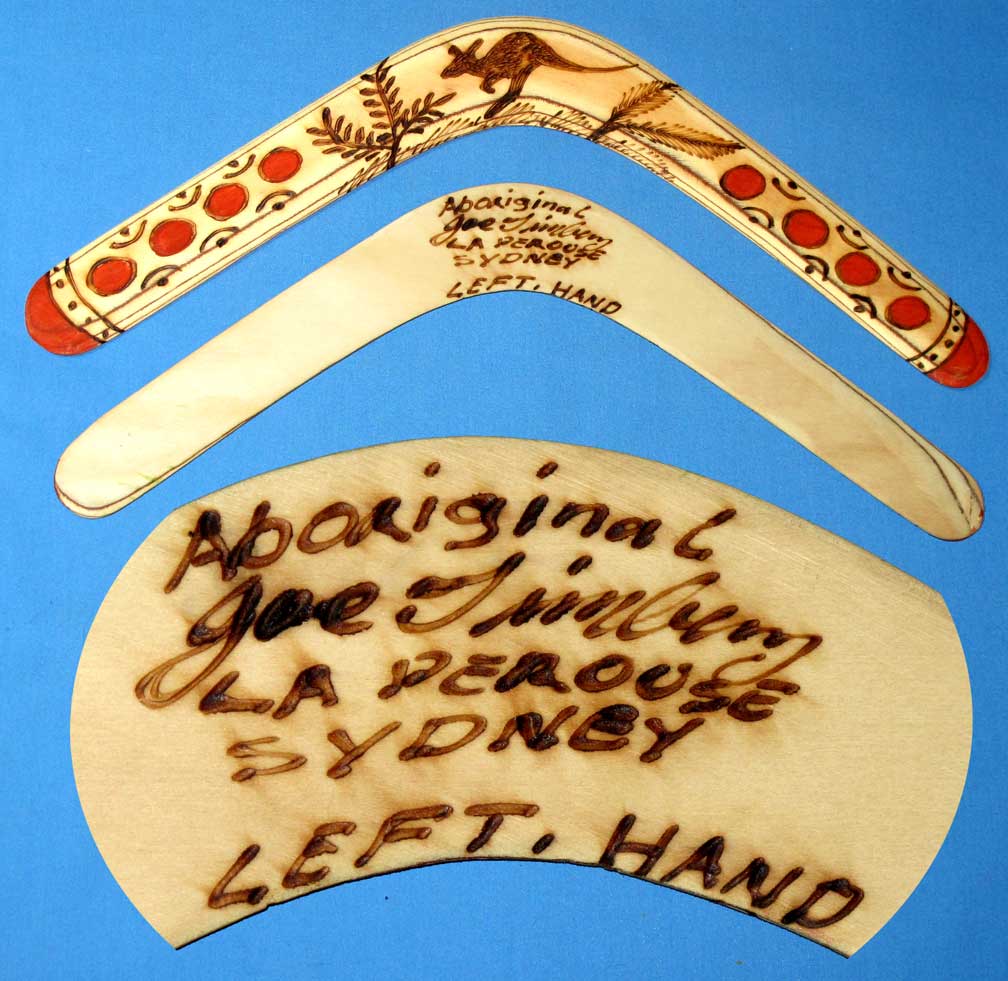 Aboriginal
Joe Timbery
LA PEROUSE
SYDNEY
LEFT. HAND
Aboriginal
Joe Timbery
LA PEROUSE
SYDNEY
LEFT. HAND